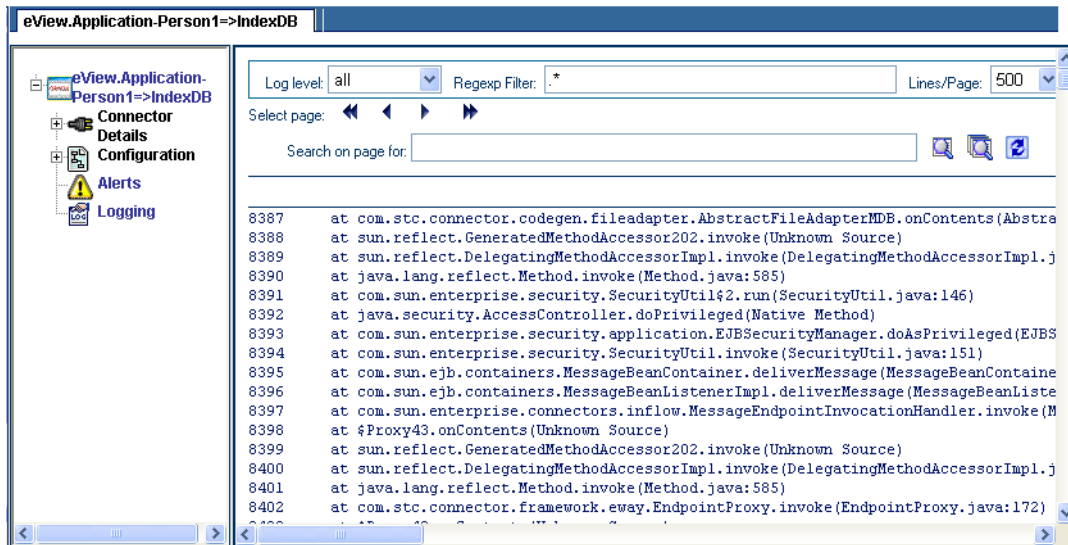 eView.Application-Person1=>IndexDB
eView.Application-
Person1=>IndexDB
Connector
Details
Configuration
Alerts
Logging
Log level: all Regexp Filter: .* Lines/Page: 500
Select page:
Search on page for:
8387 at com.stc.connector.codegen.fileadapter.AbstractFileAdapterMDB.onContents(Abstra
8388 at sun.reflect.GeneratedMethodAccessor202.invoke(Unknown Source)
8389 at sun.reflect.DelegatingMethodAccessorImpl.invoke(DelegatingMethodAccessorImpl.j
8390 at java.lang.reflect.Method.invoke(Method.java:585)
8391 at com.sun.enterprise.security.SecurityUtil$2.run(SecurityUtil.java:146)
8392 at java.security.AccessController.doPrivileged(Native Method)
8393 at com.sun.enterprise.security.application.EJBSecurityManager.doAsPrivileged(EJBS
8394 at com.sun.enterprise.security.SecurityUtil.invoke(SecurityUtil.java:151)
8395 at com.sun.ejb.containers.MessageBeanContainer.deliverMessage(MessageBeanContaine
8396 at com.sun.ejb.containers.MessageBeanListenerImpl.deliverMessage(MessageBeanListe
8397 at com.sun.enterprise.connectors.inflow.MessageEndpointInvocationHandler.invoke(M
8398 at $Proxy43.onContents(Unknown Source)
8399 at sun.reflect.GeneratedMethodAccessor202.invoke(Unknown Source)
8400 at sun.reflect.DelegatingMethodAccessorImpl.invoke(DelegatingMethodAccessorImpl.j
8401 at java.lang.reflect.Method.invoke(Method.java:585)
8402 at com.stc.connector.framework.eway.EndpointProxy.invoke(EndpointProxy.java:172)